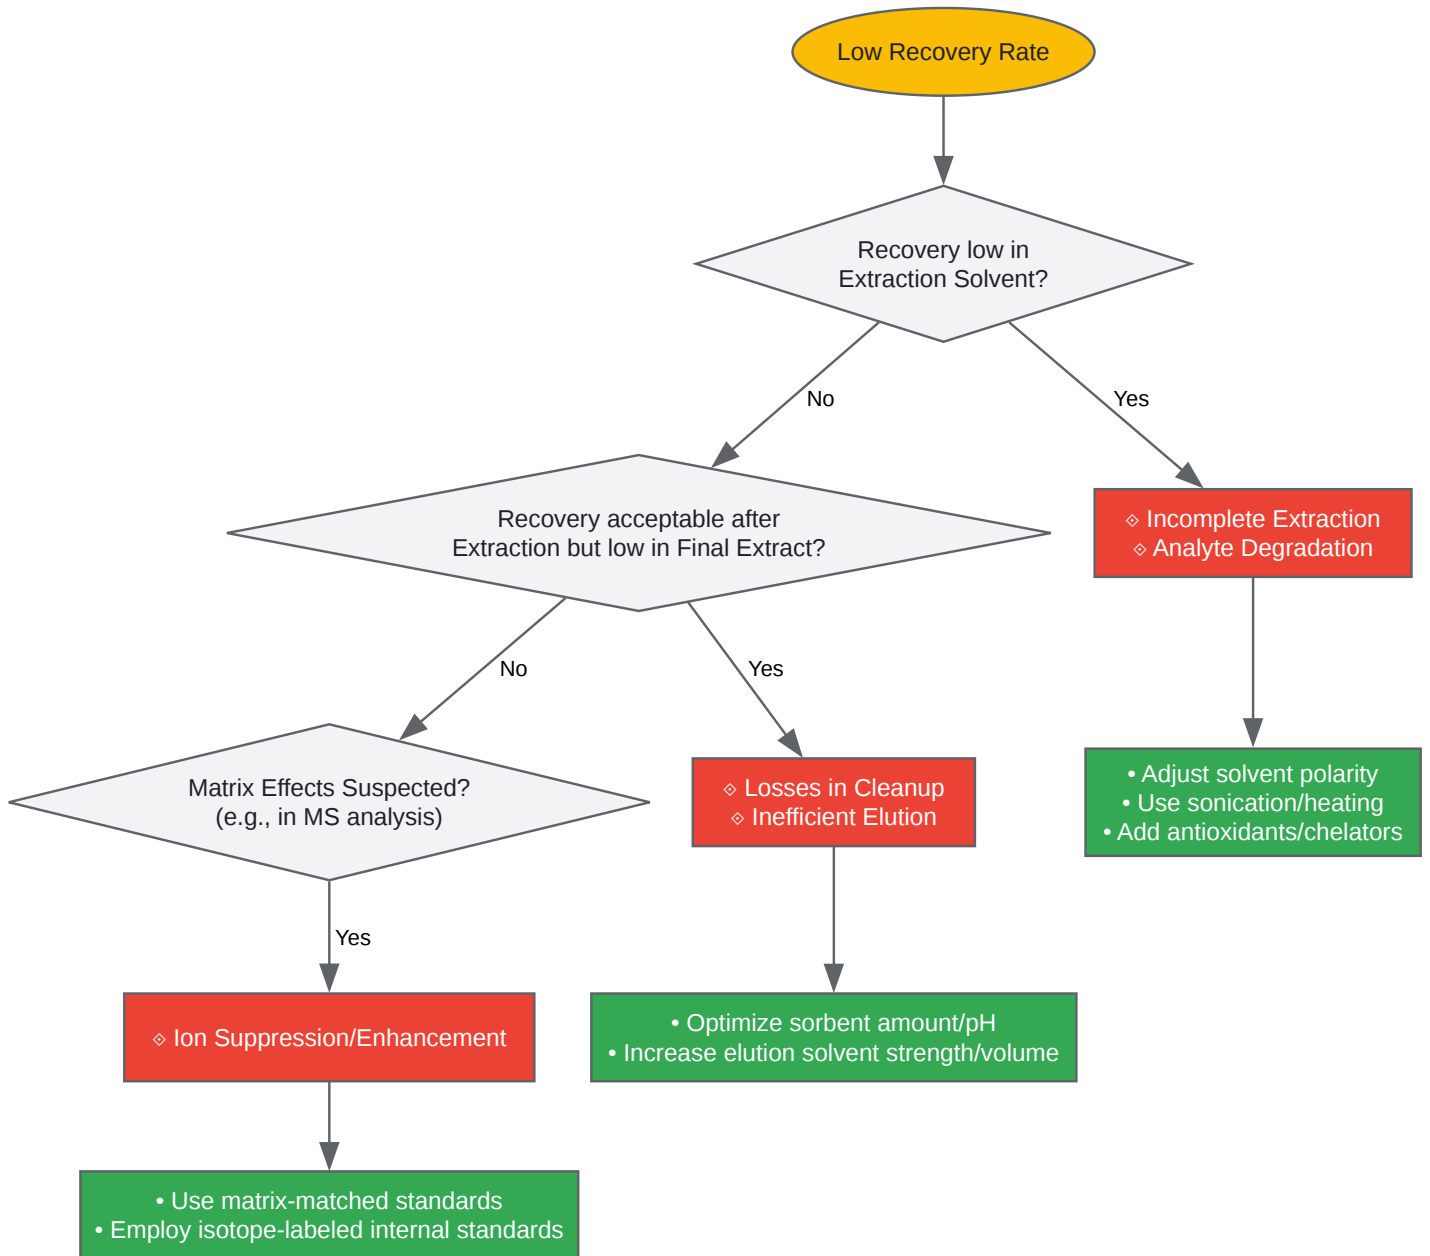 Low Recovery Rate
Recovery low in
Extraction Solvent?
No
Yes
Recovery acceptable after
Extraction but low in Final Extract?
⟐ Incomplete Extraction
⟐ Analyte Degradation
No
Yes
Matrix Effects Suspected?
(e.g., in MS analysis)
⟐ Losses in Cleanup
⟐ Inefficient Elution
• Adjust solvent polarity
• Use sonication/heating
• Add antioxidants/chelators
Yes
⟐ Ion Suppression/Enhancement
• Optimize sorbent amount/pH
• Increase elution solvent strength/volume
• Use matrix-matched standards
• Employ isotope-labeled internal standards